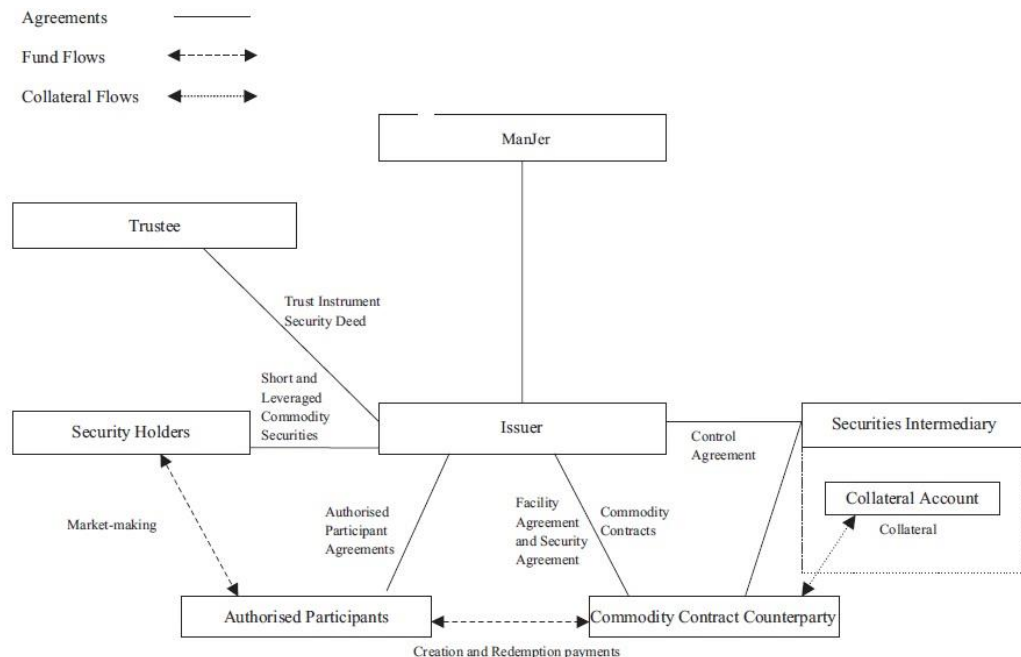 Agreements
Fund Flows
Collateral Flows
ManJer
Trustee
Trust Instrument
Security Deed
Short and
Leveraged
Commodity
Securities
Security Holders
Issuer
Securities Intermediary
Control
Agreement
Collateral Account
Collateral
Market-making
Authorised
Participant
Agreements
Facility
Agreement
and Security
Agreement
Commodity
Contracts
Authorised Participants
Commodity Contract Counterparty
Creation and Redemption payments